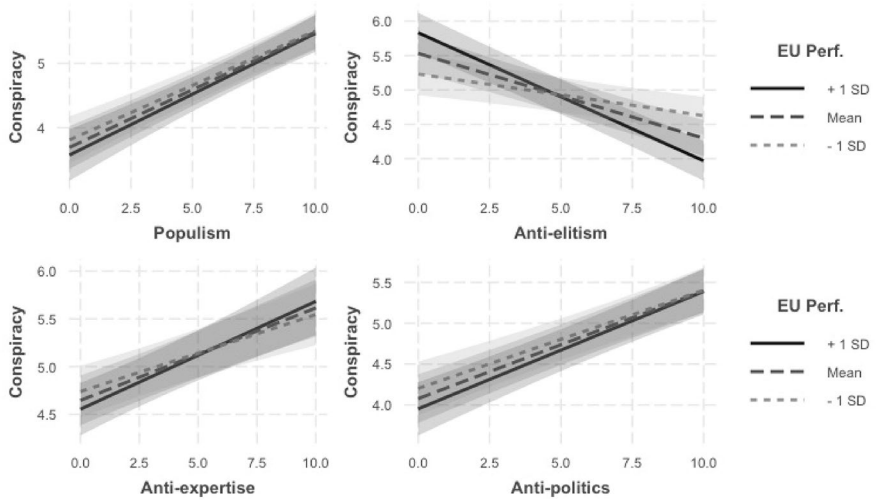 Conspiracy
5
4
0.0 2.5 5.0 7.5 10.0
Populism
Conspiracy
6.0
5.5
5.0
4.5
4.0
0.0 2.5 5.0 7.5 10.0
Anti-elitism
EU Perf.
+ 1 SD
Mean
- 1 SD
Conspiracy
6.0
5.5
5.0
4.5
0.0 2.5 5.0 7.5 10.0
Anti-expertise
Conspiracy
5.5
5.0
4.5
4.0
0.0 2.5 5.0 7.5 10.0
Anti-politics
EU Perf.
+ 1 SD
Mean
- 1 SD